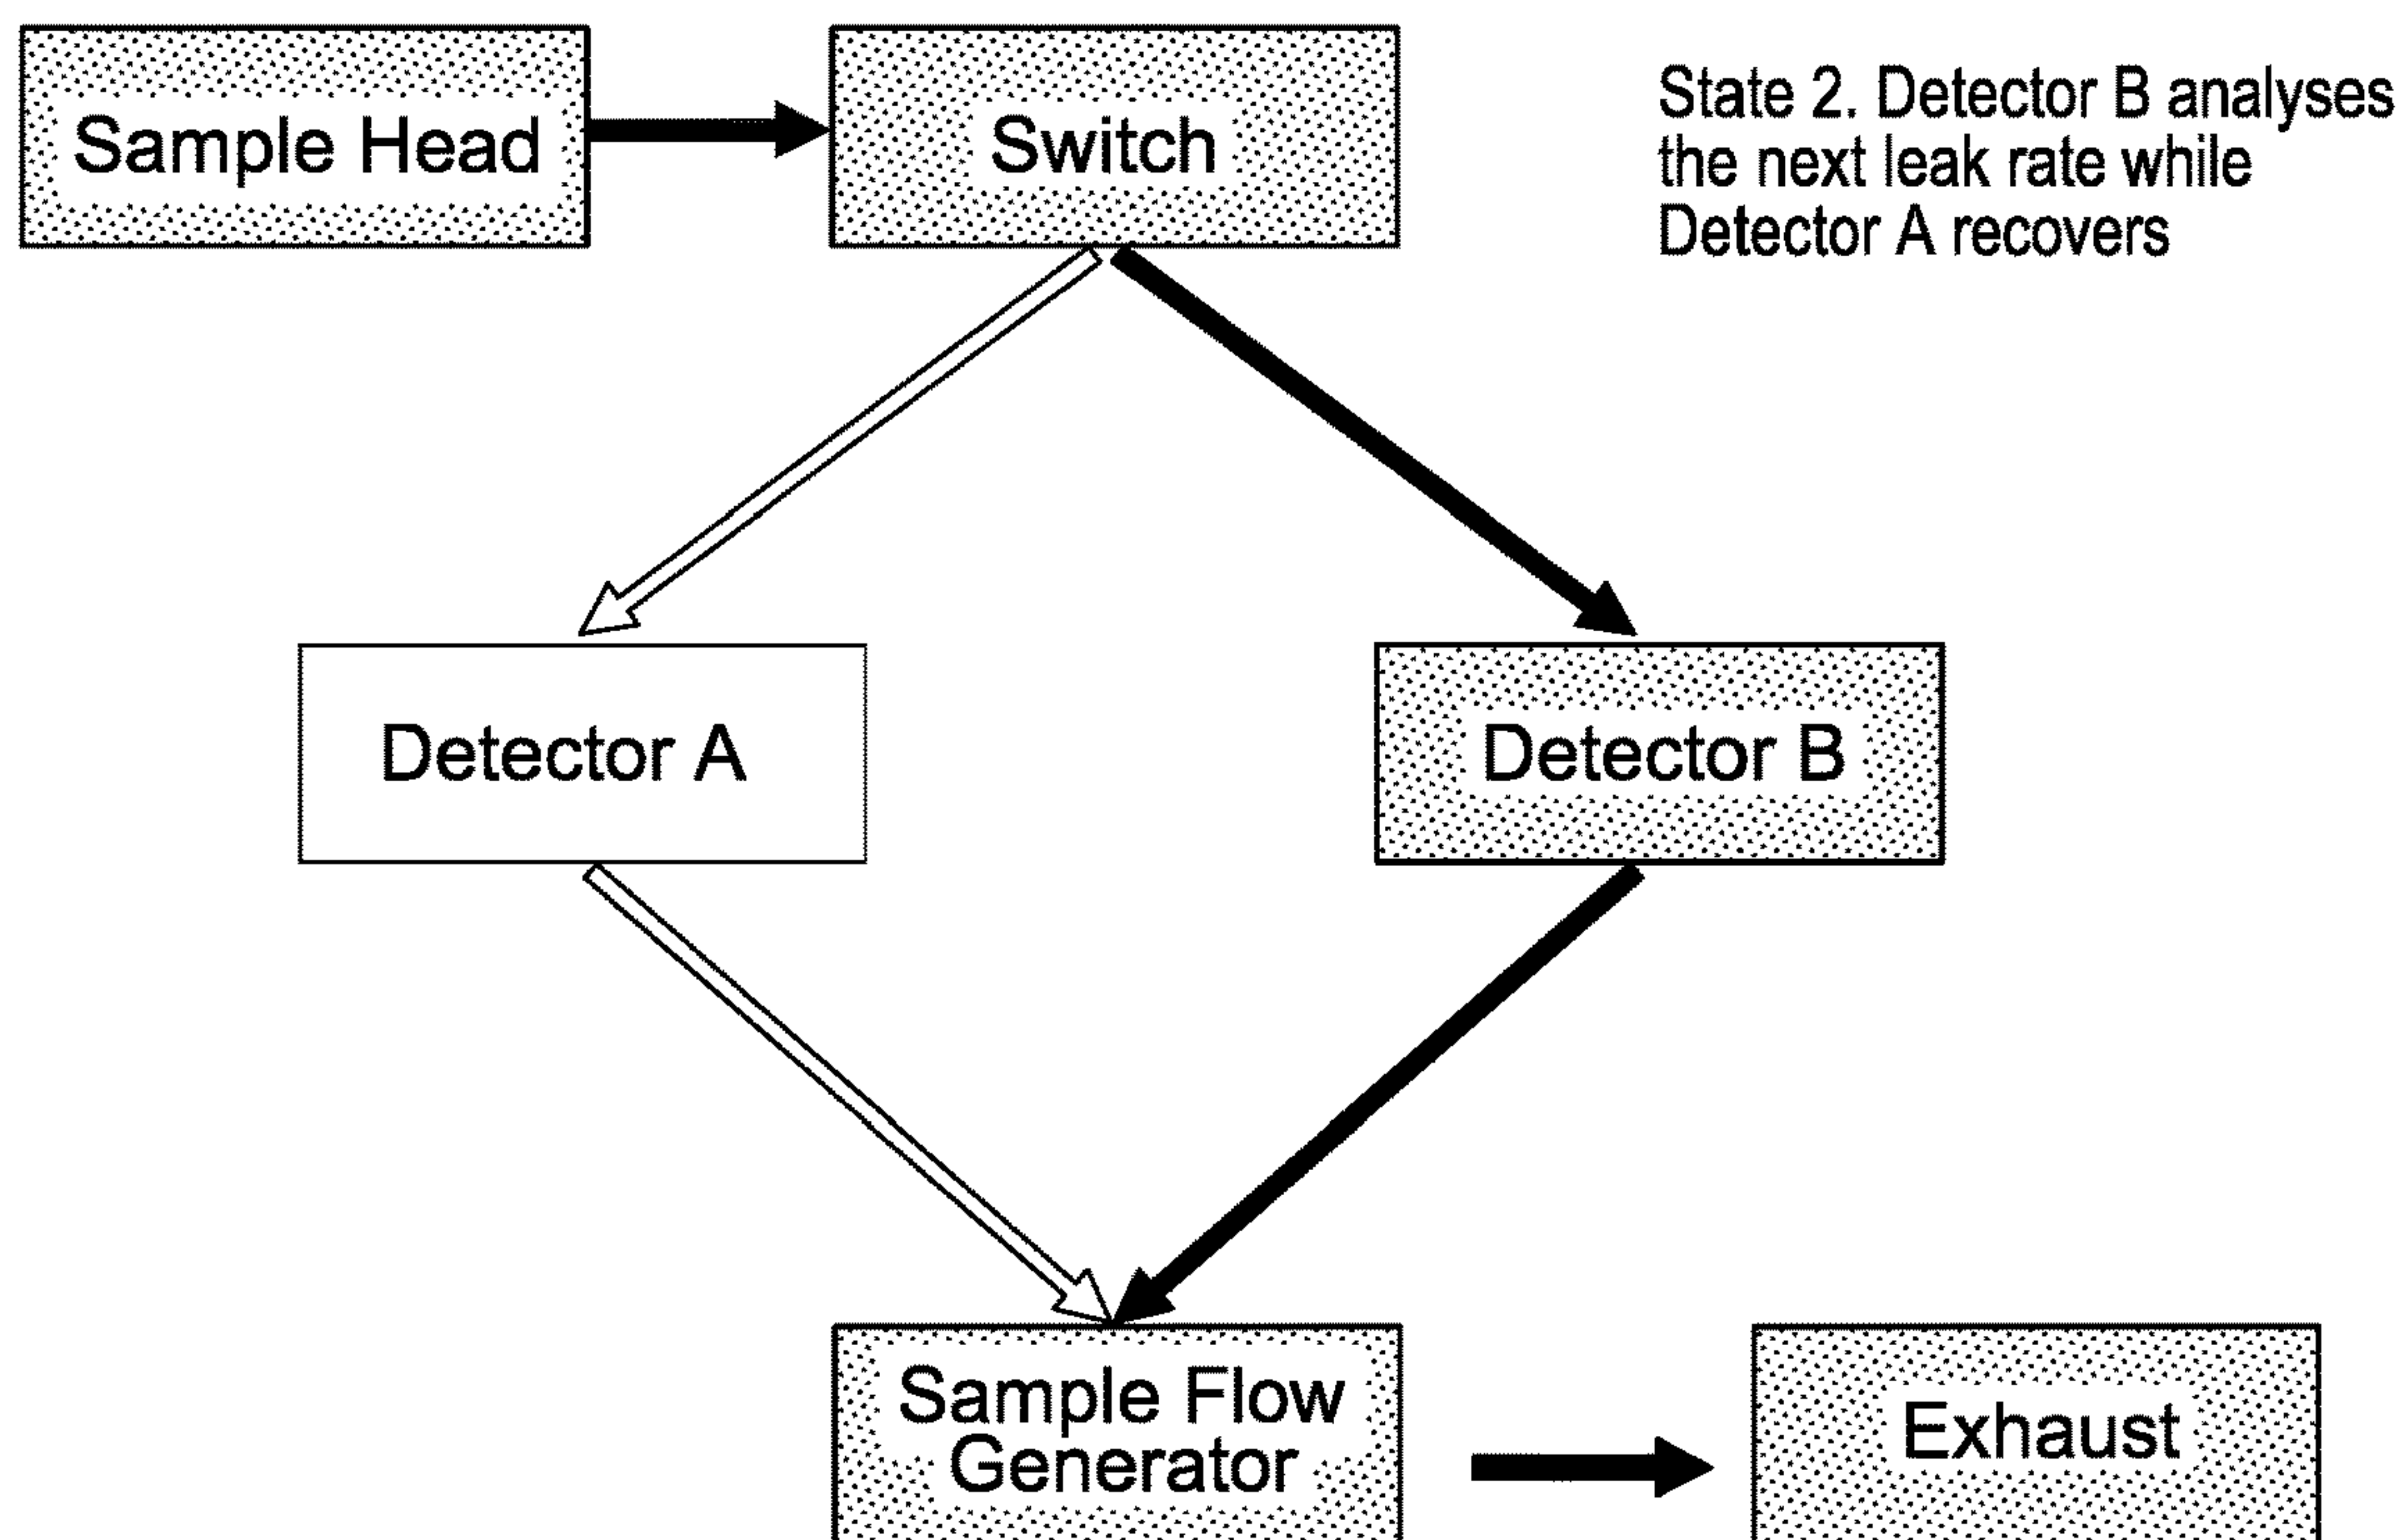 Sample Head
Switch
State 2. Detector B analyses
the next leak rate while
Detector A recovers
Detector A
Detector B
Sample Flow
Generator
Exhaust